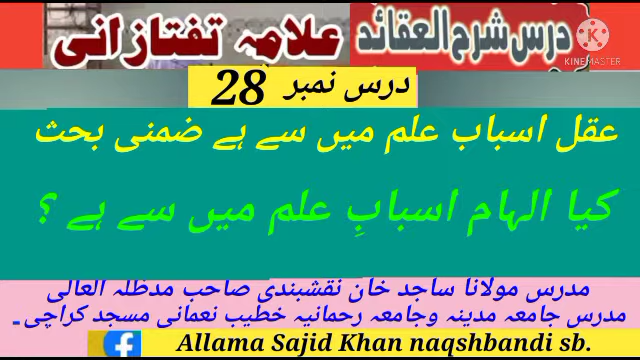 درس شرح العقائد علامہ تفتازانی
KINEMASTER
درس نمبر 28
عقل اسباب علم میں سے ہے ضمنی بحث
کیا الہام اسبابِ علم میں سے ہے ؟
مدرس مولانا ساجد خان نقشبندی صاحب مدظلہ العالی
مدرس جامعہ مدینہ وجامعہ رحمانیہ خطیب نعمانی مسجد کراچی۔
Allama Sajid Khan naqshbandi sb.